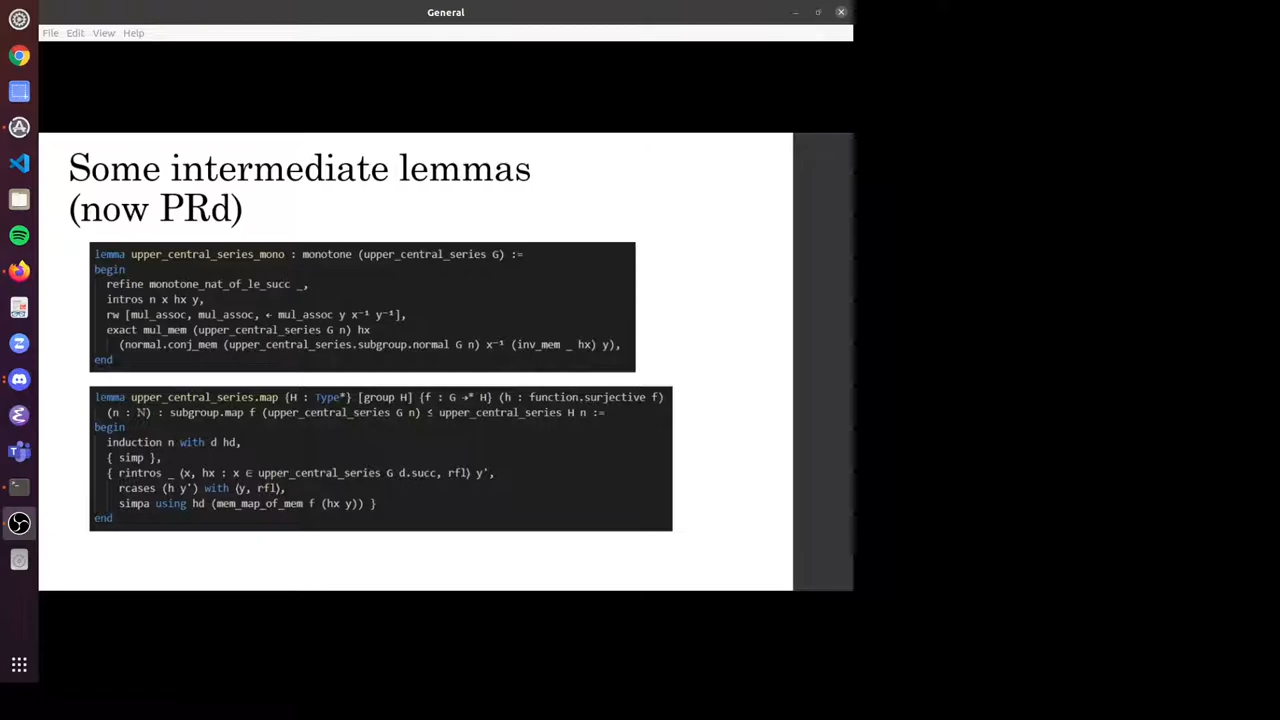 General
File Edit View Help
Some intermediate lemmas
(now PRd)
lemma upper_central_series_mono : monotone (upper_central_series G) :=
begin
refine monotone_nat_of_le_succ _,
intros n x hx y,
rw [mul_assoc, mul_assoc, ← mul_assoc y x⁻¹ y⁻¹],
exact mul_mem (upper_central_series G n) hx
(normal.conj_mem (upper_central_series.subgroup.normal G n) x⁻¹ (inv_mem _ hx) y),
end
lemma upper_central_series.map {H : Type*} [group H] {f : G →* H} (h : function.surjective f)
(n : ℕ) : subgroup.map f (upper_central_series G n) ≤ upper_central_series H n :=
begin
induction n with d hd,
{ simp },
{ rintros _ ⟨x, hx : x ∈ upper_central_series G d.succ, rfl⟩ y',
rcases (h y') with ⟨y, rfl⟩,
simpa using hd (mem_map_of_mem f (hx y)) }
end